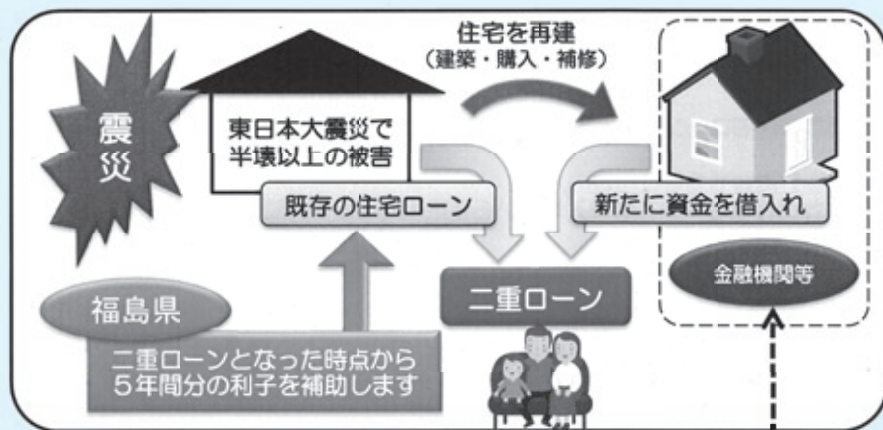 震災
東日本大震災で
半壊以上の被害
既存の住宅ローン
住宅を再建
（建築・購入・補修）
新たに資金を借入れ
金融機関等
二重ローン
福島県
二重ローンとなった時点から
５年間分の利子を補助します